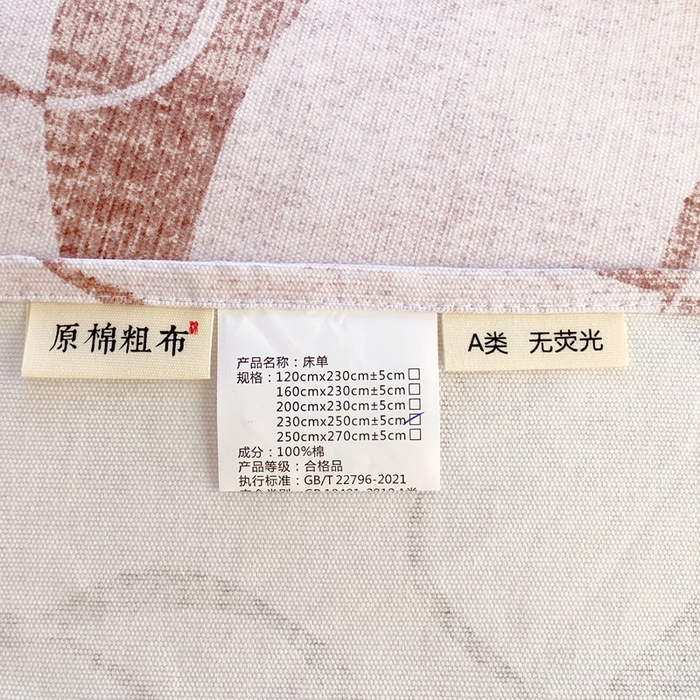 原棉粗布
产品名称：床单
规格：120cmx230cm±5cm
160cmx230cm±5cm
200cmx230cm±5cm
230cmx250cm±5cm
250cmx270cm±5cm
成分：100%棉
产品等级：合格品
执行标准：GB/T 22796-2021
A类 无荧光